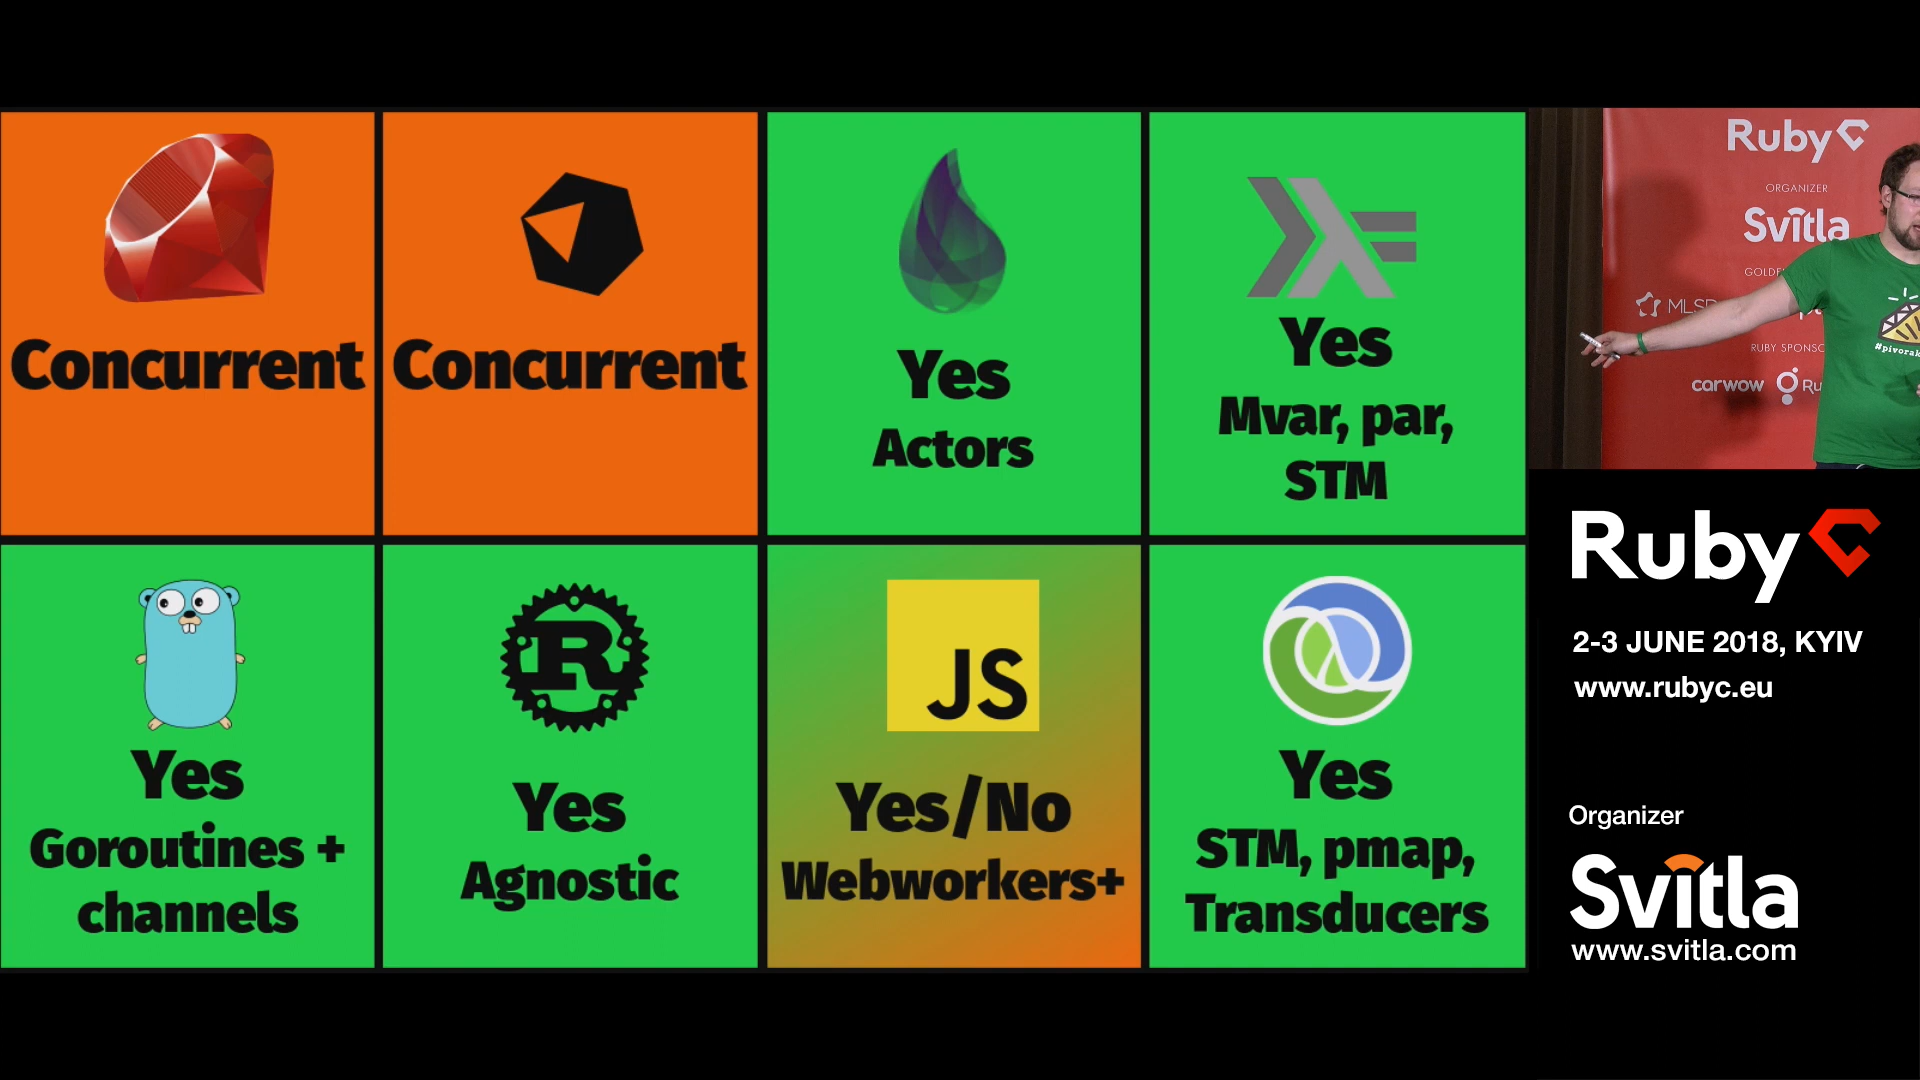 Concurrent
Concurrent
Yes
Actors
Yes
Mvar, par,
STM
Yes
Goroutines +
channels
R
Yes
Agnostic
JS
Yes/No
Webworkers+
Yes
STM, pmap,
Transducers
Ruby
ORGANIZER
Svitla
RUBY SPONSO
carwow
#pivorak
Ruby
2-3 JUNE 2018, KYIV
www.rubyc.eu
Organizer
Svitla
www.svitla.com